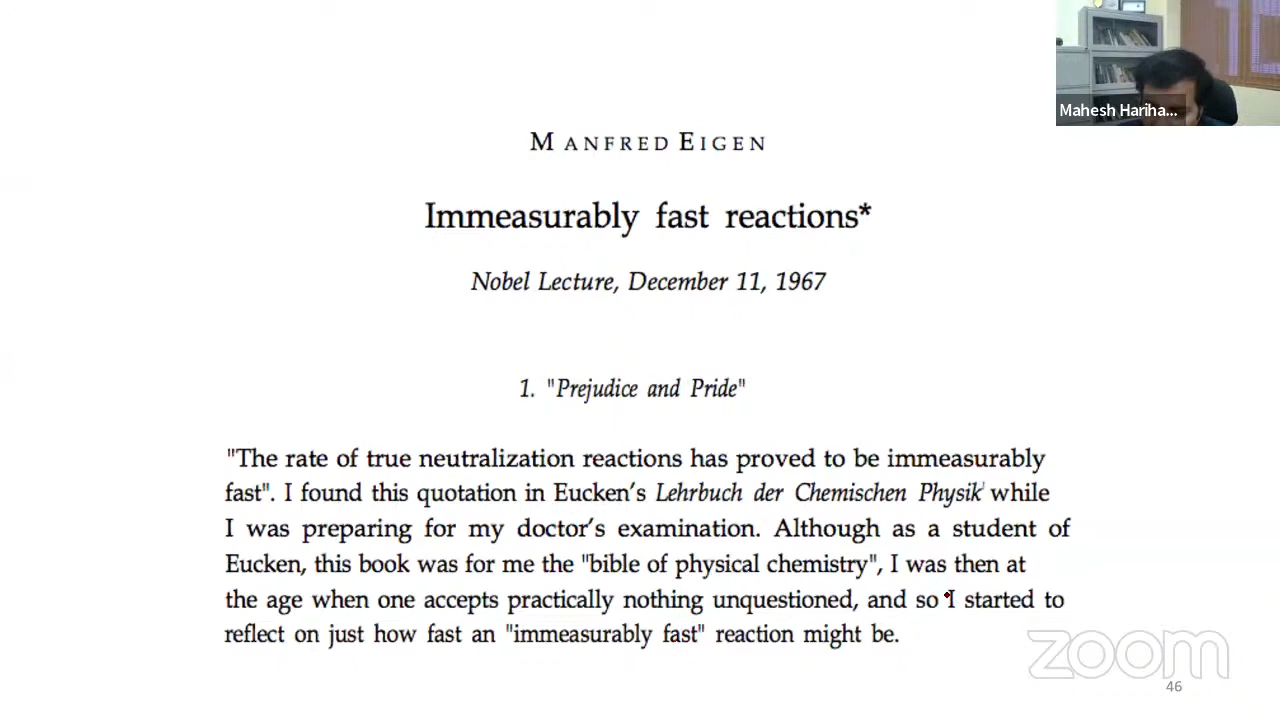 Mahesh Hariha...
MANFRED EIGEN
Immeasurably fast reactions*
Nobel Lecture, December 11, 1967
1. "Prejudice and Pride"
"The rate of true neutralization reactions has proved to be immeasurably
fast". I found this quotation in Eucken's Lehrbuch der Chemischen Physik¹ while
I was preparing for my doctor's examination. Although as a student of
Eucken, this book was for me the "bible of physical chemistry", I was then at
the age when one accepts practically nothing unquestioned, and so I started to
reflect on just how fast an "immeasurably fast" reaction might be.
zoom
46